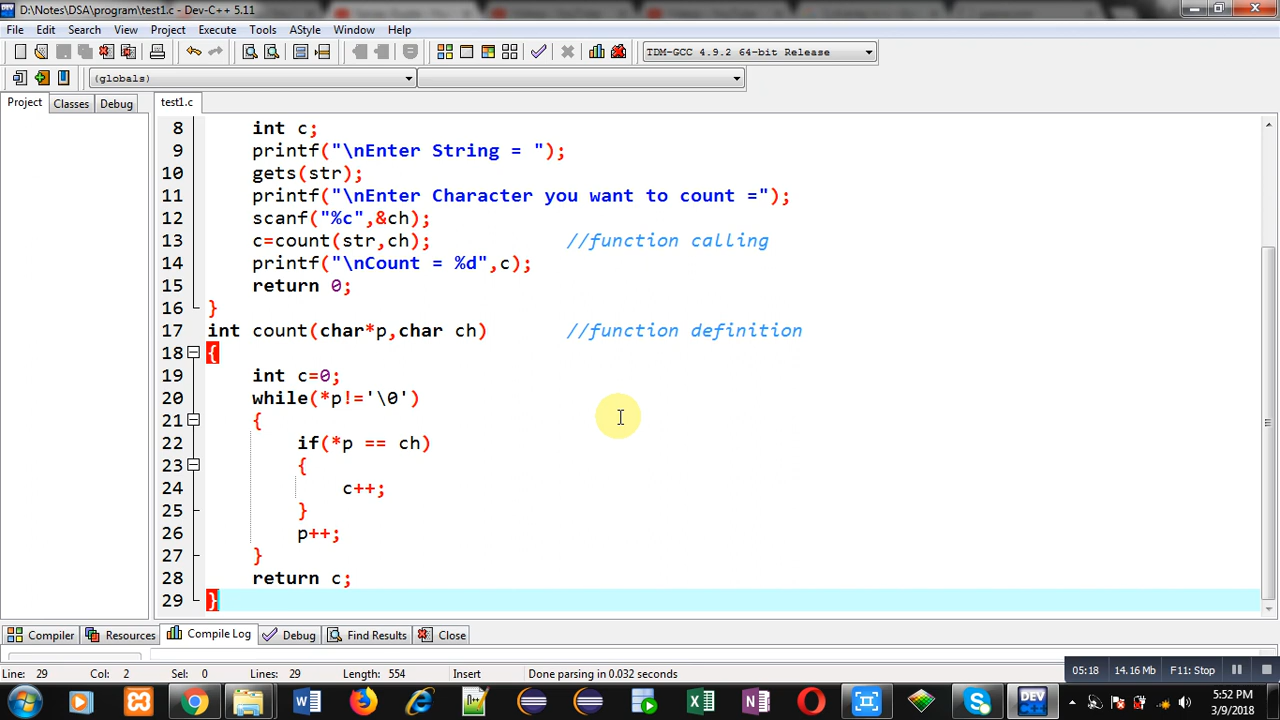 D:\Notes\DSA\program\test1.c - Dev-C++ 5.11
File Edit Search View Project Execute Tools AStyle Window Help
TDM-GCC 4.9.2 64-bit Release
(globals)
Project Classes Debug test1.c
8 int c;
9 printf("\nEnter String = ");
10 gets(str);
11 printf("\nEnter Character you want to count =");
12 scanf("%c",&ch);
13 c=count(str,ch); //function calling
14 printf("\nCount = %d",c);
15 return 0;
16 }
17 int count(char*p,char ch) //function definition
18 {
19 int c=0;
20 while(*p!='\0')
21 {
22 if(*p == ch)
23 {
24 c++;
25 }
26 p++;
27 }
28 return c;
29 }
Compiler Resources Compile Log Debug Find Results Close
Line: 29 Col: 2 Sel: 0 Lines: 29 Length: 554 Insert Done parsing in 0.032 seconds
05:18 14.16 Mb F11: Stop
DEV
5:52 PM
3/9/2018